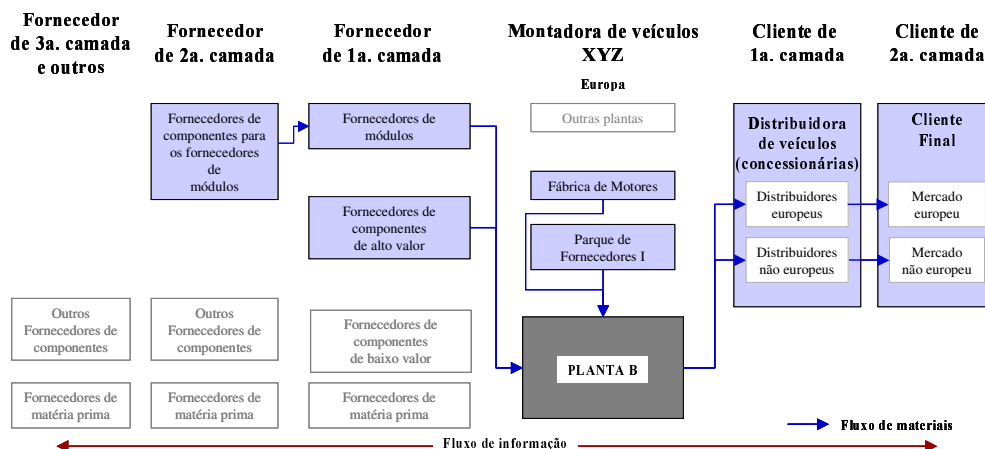 Fornecedor
de 3a. camada
e outros
Fornecedor
de 2a. camada
Fornecedor
de 1a. camada
Montadora de veículos
XYZ
Europa
Cliente de
1a. camada
Cliente de
2a. camada
Fornecedores de
componentes para
os fornecedores
de
módulos
Fornecedores de
módulos
Outras plantas
Distribuidora
de veículos
(concessionárias)
Cliente
Final
Fábrica de Motores
Fornecedores de
componentes
de alto valor
Parque de
Fornecedores I
Distribuidores
europeus
Mercado
europeu
Distribuidores
não europeus
Mercado
não europeu
Outros
Fornecedores de
componentes
Outros
Fornecedores de
componentes
Fornecedores de
componentes
de baixo valor
PLANTA B
Fornecedores de
matéria prima
Fornecedores de
matéria prima
Fornecedores de
matéria prima
Fluxo de materiais
Fluxo de informação